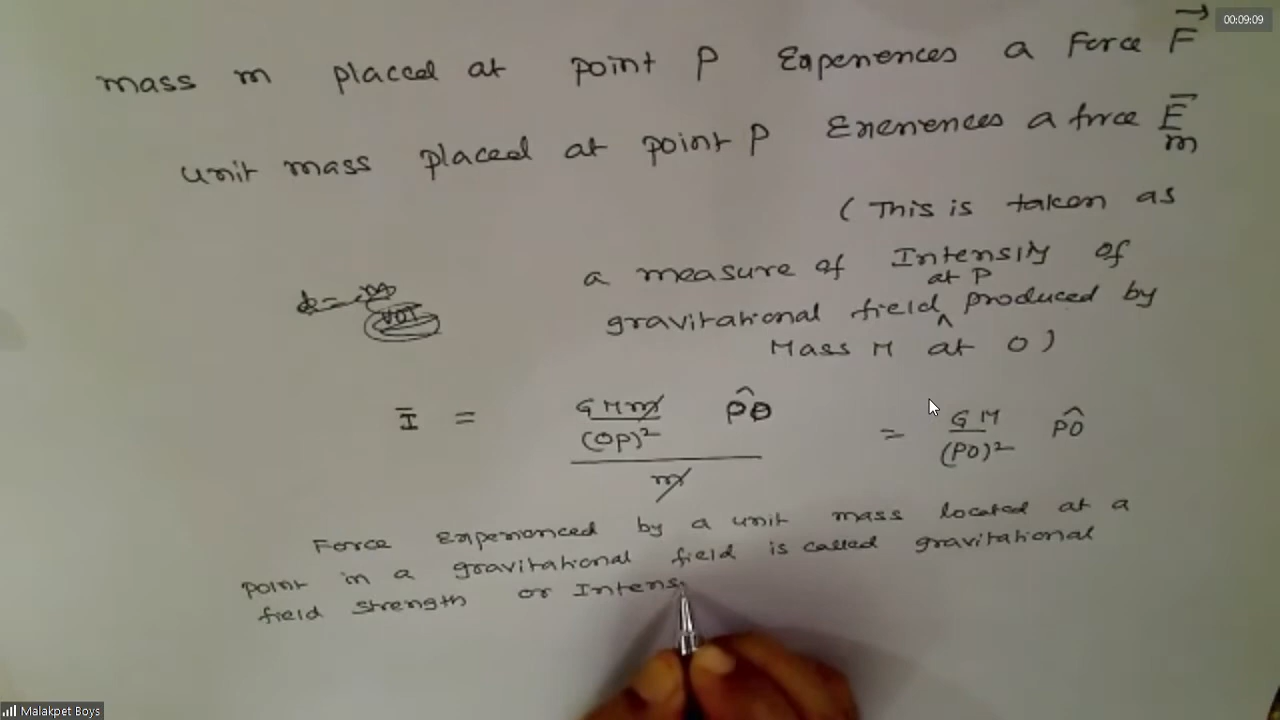 00:09:09
mass m placed at point P Experiences a Force F⃗
unit mass placed at point P Experiences a force F⃗/m
(This is taken as
a measure of Intensity of
at P
gravitational field ^ produced by
Mass M at O)
Ī = (GMm/(OP)²)/m P̂O = GM/(PO)² P̂O
Force Experienced by a unit mass located at a
point in a gravitational field is called gravitational
field strength or Intens
Malakpet Boys